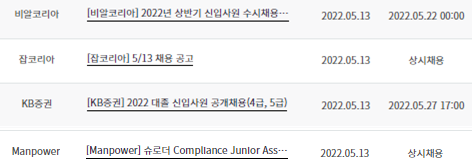 비알코리아 [비알코리아] 2022년 상반기 신입사원 수시채용… 2022.05.13 2022.05.22 00:00
잡코리아 [잡코리아] 5/13 채용 공고 2022.05.13 상시채용
KB증권 [KB증권] 2022 대졸 신입사원 공개채용(4급, 5급) 2022.05.13 2022.05.27 17:00
Manpower [Manpower] 슈로더 Compliance Junior Ass… 2022.05.13 상시채용